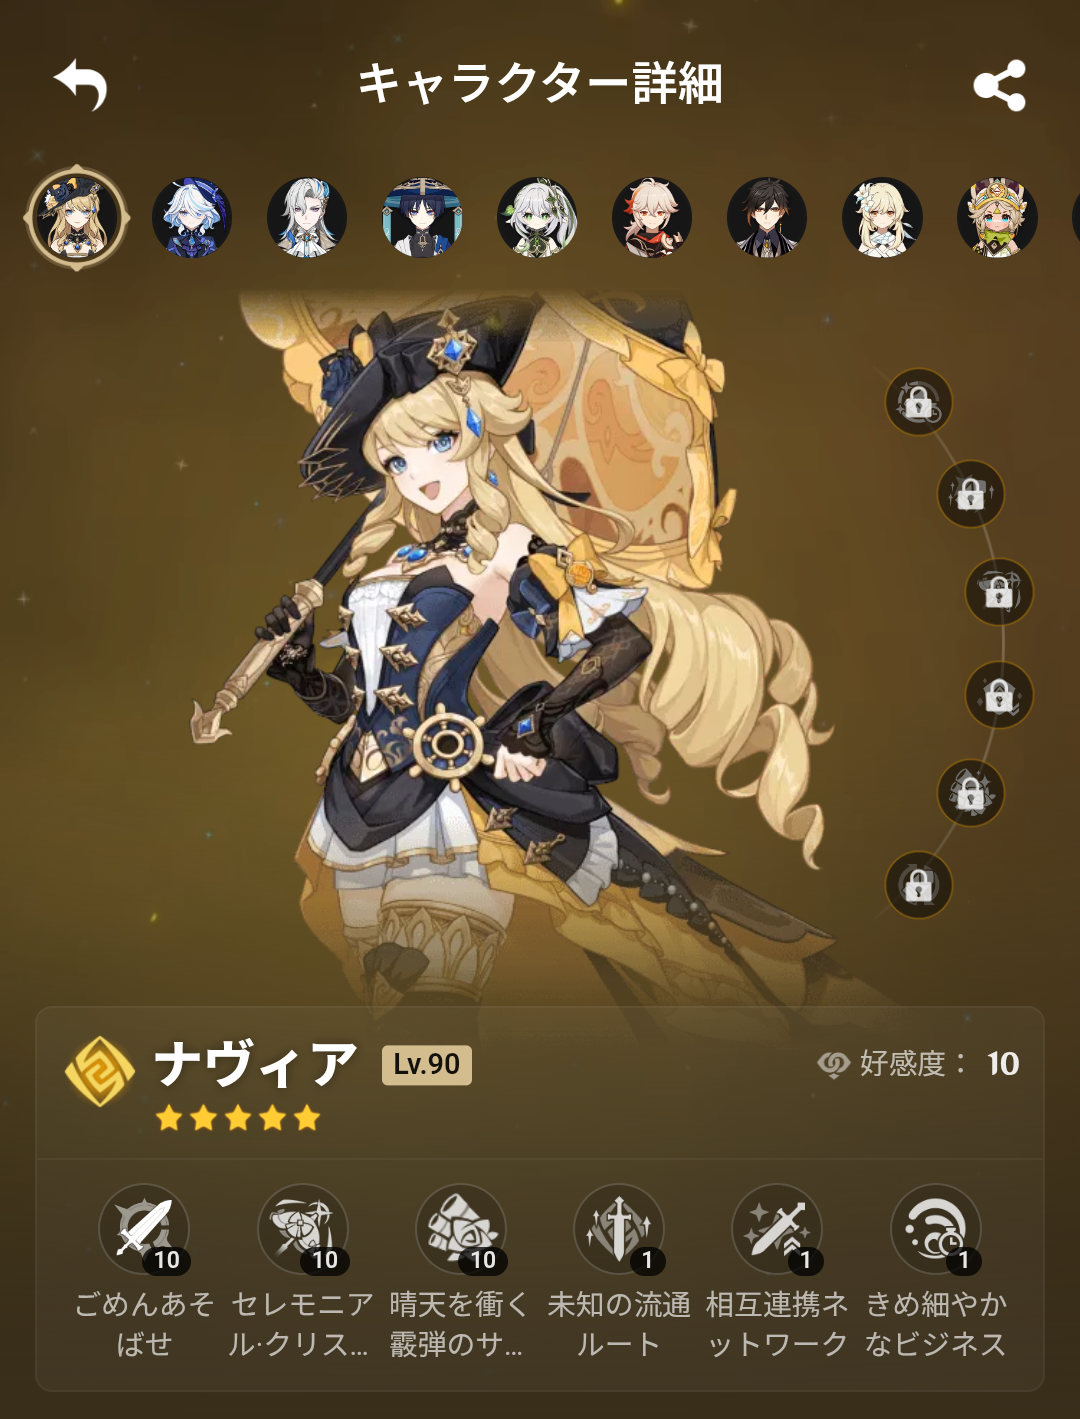 キャラクター詳細
ナヴィア Lv.90 好感度： 10
10 10 10 1 1 1
ごめんあそ セレモニア 晴天を衝く 未知の流通 相互連携ネ きめ細やか
ばせ ル·クリス... 霰弾のサ... ルート ットワーク なビジネス